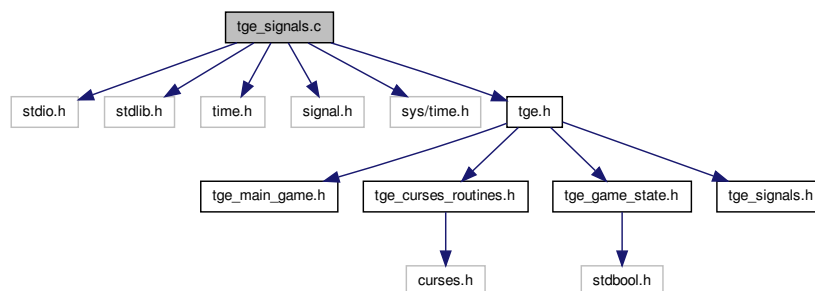 tge_signals.c
stdio.h
stdlib.h
time.h
signal.h
sys/time.h
tge.h
tge_main_game.h
tge_curses_routines.h
tge_game_state.h
tge_signals.h
curses.h
stdbool.h